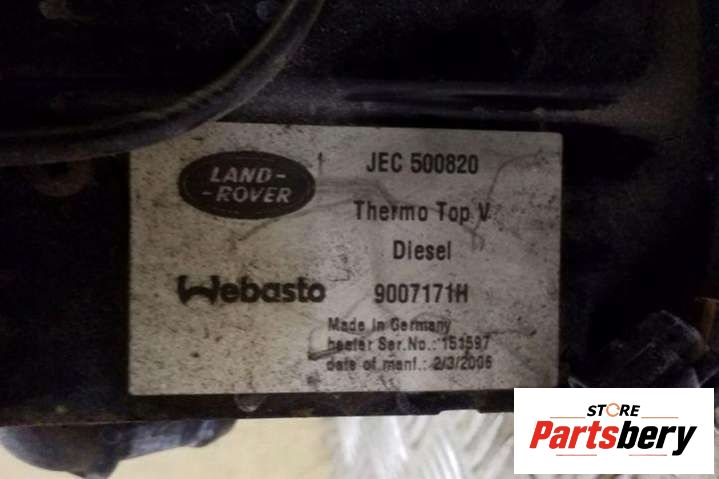 LAND-
-ROVER
JEC 500820
Thermo Top V
Diesel
Webasto
9007171H
Made in Germany
heater Ser.No.: 151597
date of manf.: 2/3/2006
STORE
Partsbery